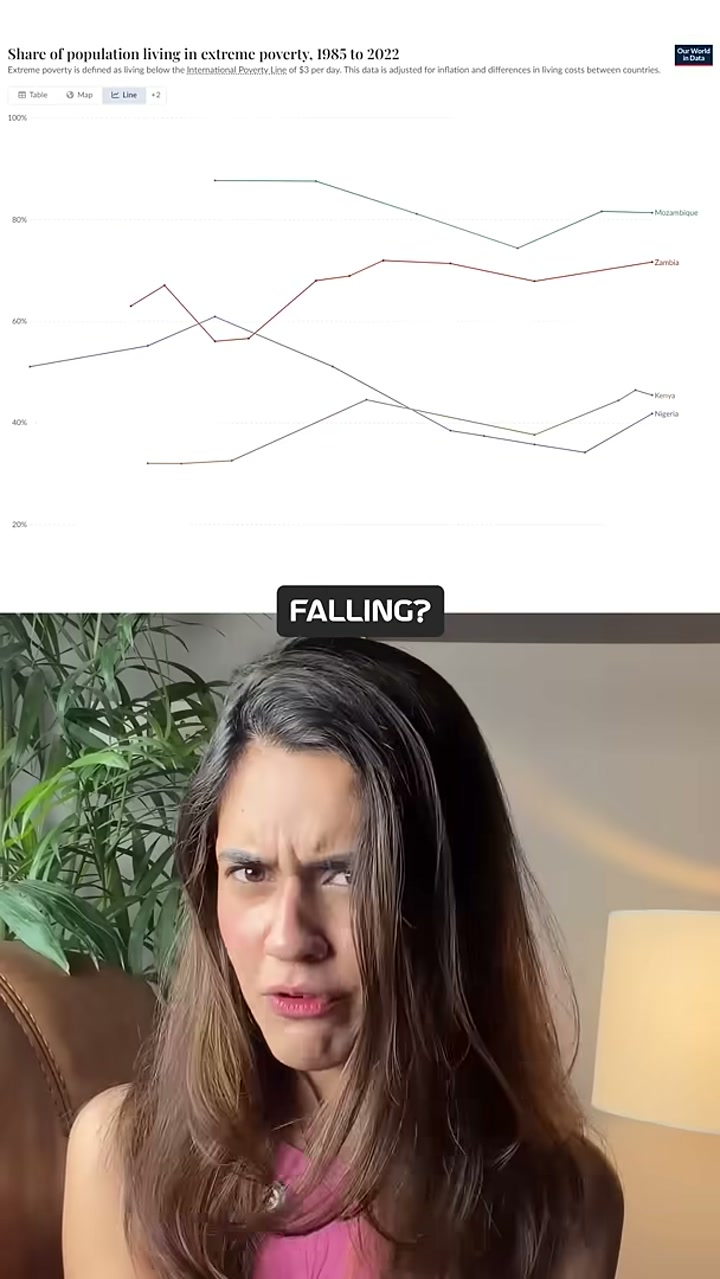 Share of population living in extreme poverty, 1985 to 2022
Our World in Data
Extreme poverty is defined as living below the International Poverty Line of $3 per day. This data is adjusted for inflation and differences in living costs between countries.
Table Map Line +2
100%
80%
Mozambique
Zambia
60%
Kenya
Nigeria
40%
20%
FALLING?